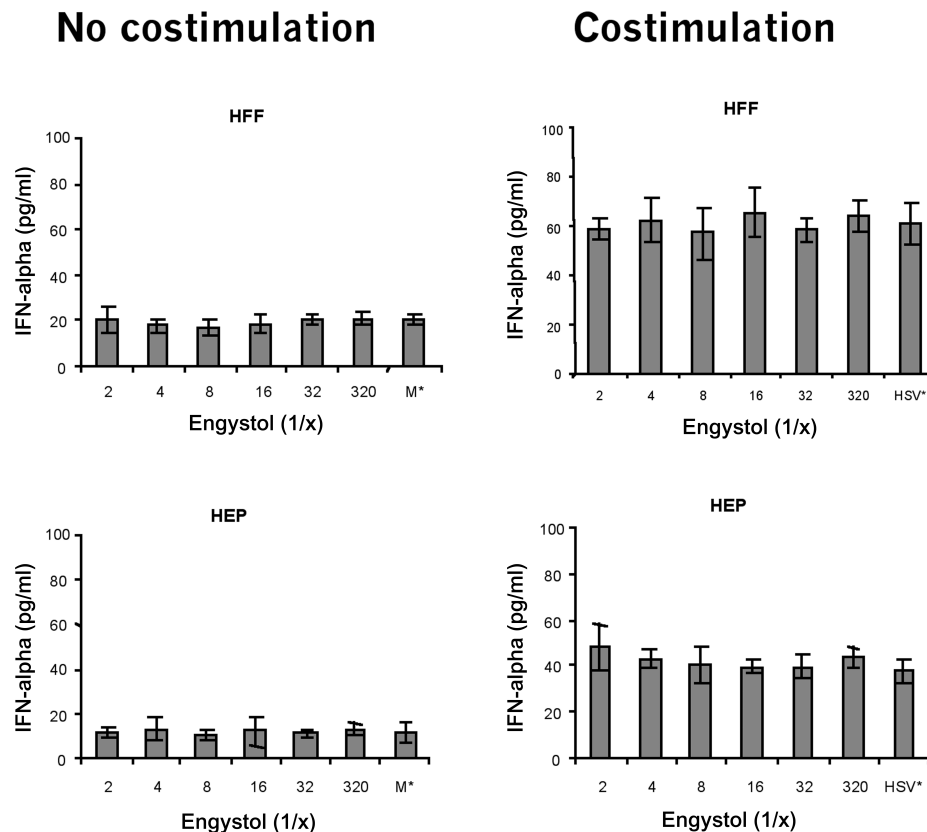 No costimulation
Costimulation
HFF
IFN-alpha (pg/ml)
100
80
60
40
20
0
2 4 8 16 32 320 M*
Engystol (1/x)
HFF
IFN-alpha (pg/ml)
100
80
60
40
20
0
2 4 8 16 32 320 HSV*
Engystol (1/x)
HEP
IFN-alpha (pg/ml)
100
80
60
40
20
0
2 4 8 16 32 320 M*
Engystol (1/x)
HEP
IFN-alpha (pg/ml)
100
80
60
40
20
0
2 4 8 16 32 320 HSV*
Engystol (1/x)